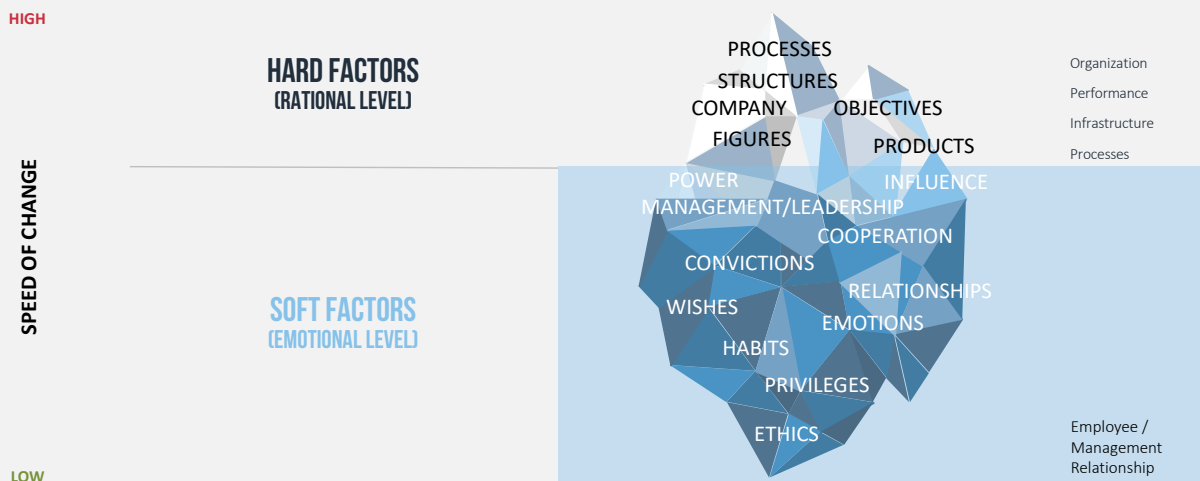 HIGH
HARD FACTORS
(RATIONAL LEVEL)
SPEED OF CHANGE
SOFT FACTORS
(EMOTIONAL LEVEL)
LOW
PROCESSES
STRUCTURES
COMPANY
OBJECTIVES
FIGURES
PRODUCTS
POWER
INFLUENCE
MANAGEMENT/LEADERSHIP
COOPERATION
CONVICTIONS
RELATIONSHIPS
WISHES
EMOTIONS
HABITS
PRIVILEGES
ETHICS
Organization
Performance
Infrastructure
Processes
Employee /
Management
Relationship